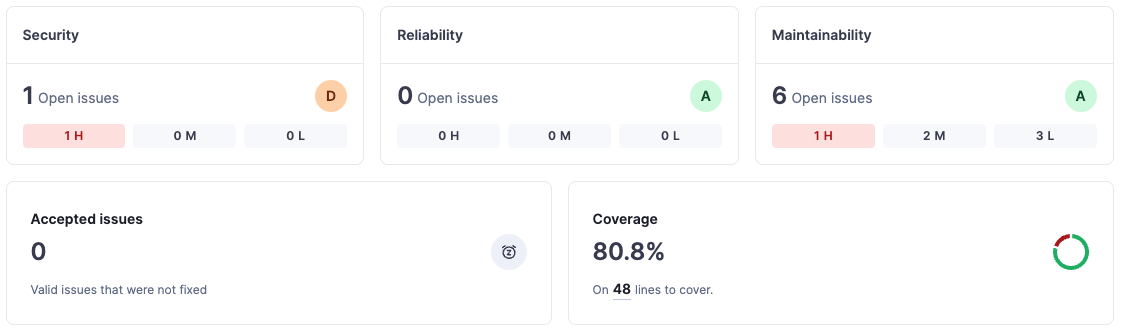 Security
1 Open issues D
1 H 0 M 0 L
Reliability
0 Open issues A
0 H 0 M 0 L
Maintainability
6 Open issues A
1 H 2 M 3 L
Accepted issues
0
z
Valid issues that were not fixed
Coverage
80.8%
On 48 lines to cover.